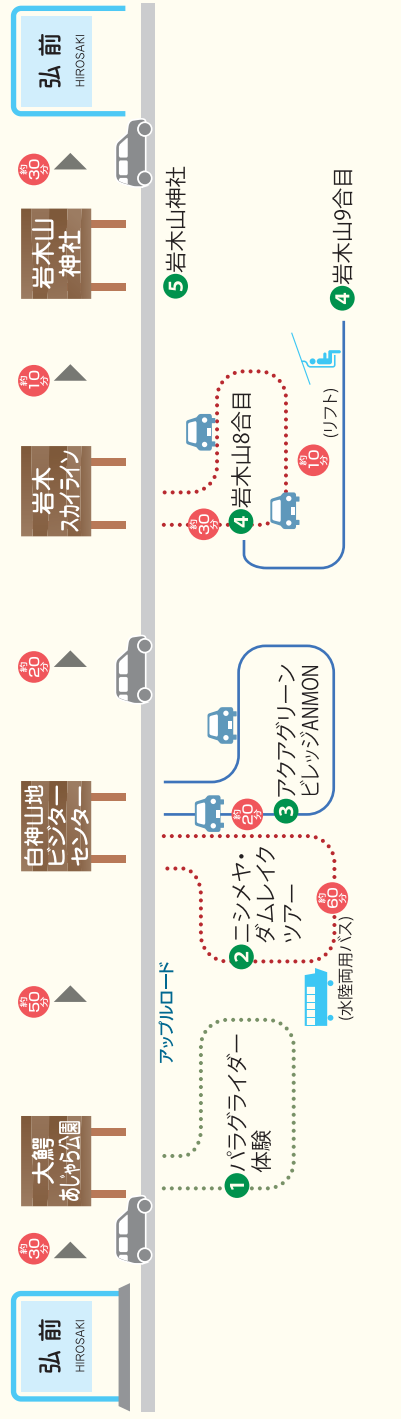 弘前
HIROSAKI
約30分
大鰐
あじゃら公園
約50分
白神山地
ビジター
センター
約20分
岩木
スカイライン
約10分
岩木山
神社
約30分
弘前
HIROSAKI
アップルロード
1 パラグライダー
体験
2 ニシメヤ・
ダムレイク
ツアー
約60分
(水陸両用バス)
約20分
3 アクアグリーン
ビレッジANMON
約30分
4 岩木山8合目
約10分
(リフト)
4 岩木山9合目
5 岩木山神社